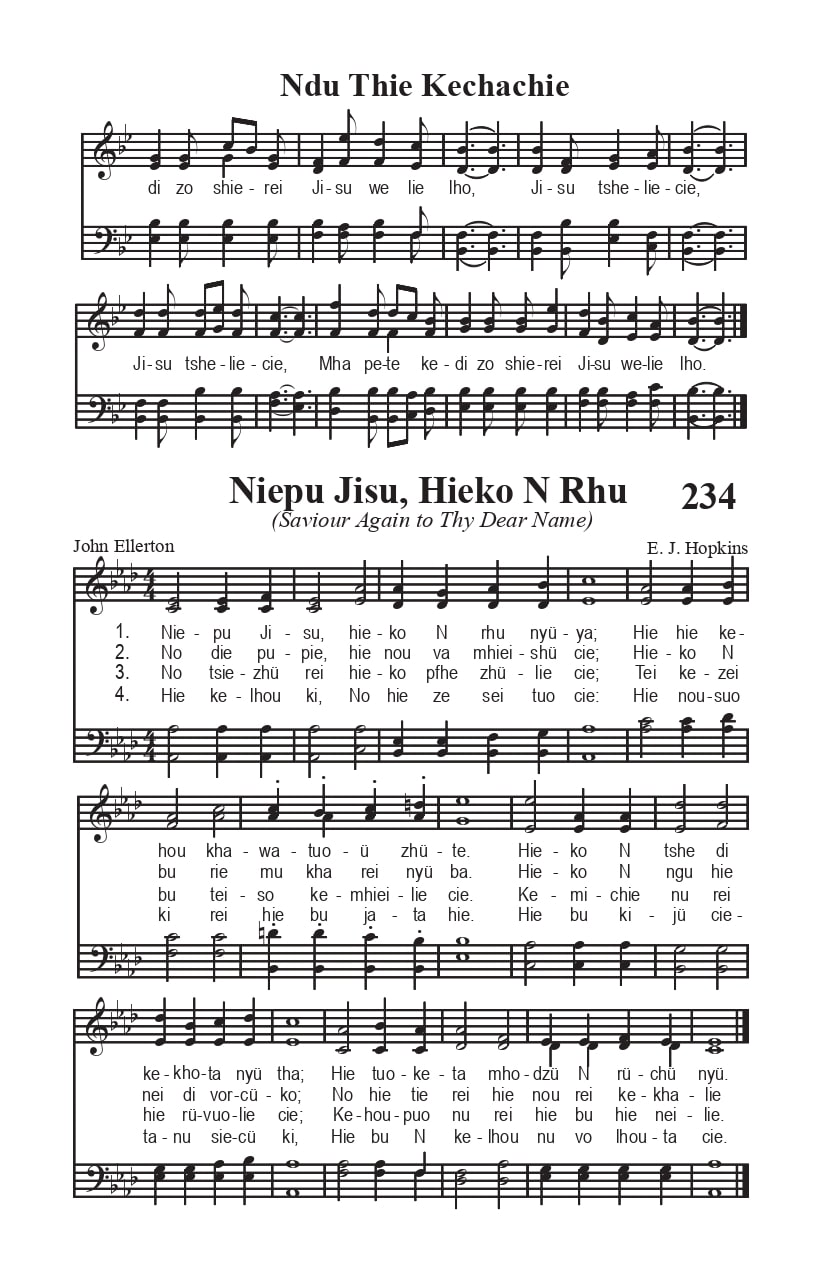 Ndu Thie Kechachie
di zo shie - rei Ji - su we lie lho, Ji - su tshe - lie - cie,
Ji - su tshe - lie - cie, Mha pe - te ke - di zo shie - rei Ji - su we - lie lho.
Niepu Jisu, Hieko N Rhu 234
(Saviour Again to Thy Dear Name)
John Ellerton E. J. Hopkins
1. Nie - pu Ji - su, hie - ko N rhu nyü - ya; Hie hie ke -
2. No die pu - pie, hie nou va mhiei - shü cie; Hie - ko N
3. No tsie - zhü rei hie - ko pfhe zhü - lie cie; Tei ke - zei
4. Hie ke - lhou ki, No hie ze sei tuo cie: Hie nou - suo
hou kha - wa - tuo - ü zhü - te. Hie - ko N tshe di
bu rie mu kha rei nyü ba. Hie - ko N ngu hie
bu tei - so ke - mhiei - lie cie. Ke - mi - chie nu rei
ki rei hie bu ja - ta hie. Hie bu ki - jü cie -
ke - kho - ta nyü tha; Hie tuo - ke - ta mho - dzü N rü - chü nyü.
nei di vor - cü - ko; No hie tie rei hie nou rei ke - kha - lie
hie rü - vuo - lie cie; Ke - hou - puo nu rei hie bu hie nei - lie.
ta - nu sie - cü ki, Hie bu N ke - lhou nu vo lhou - ta cie.